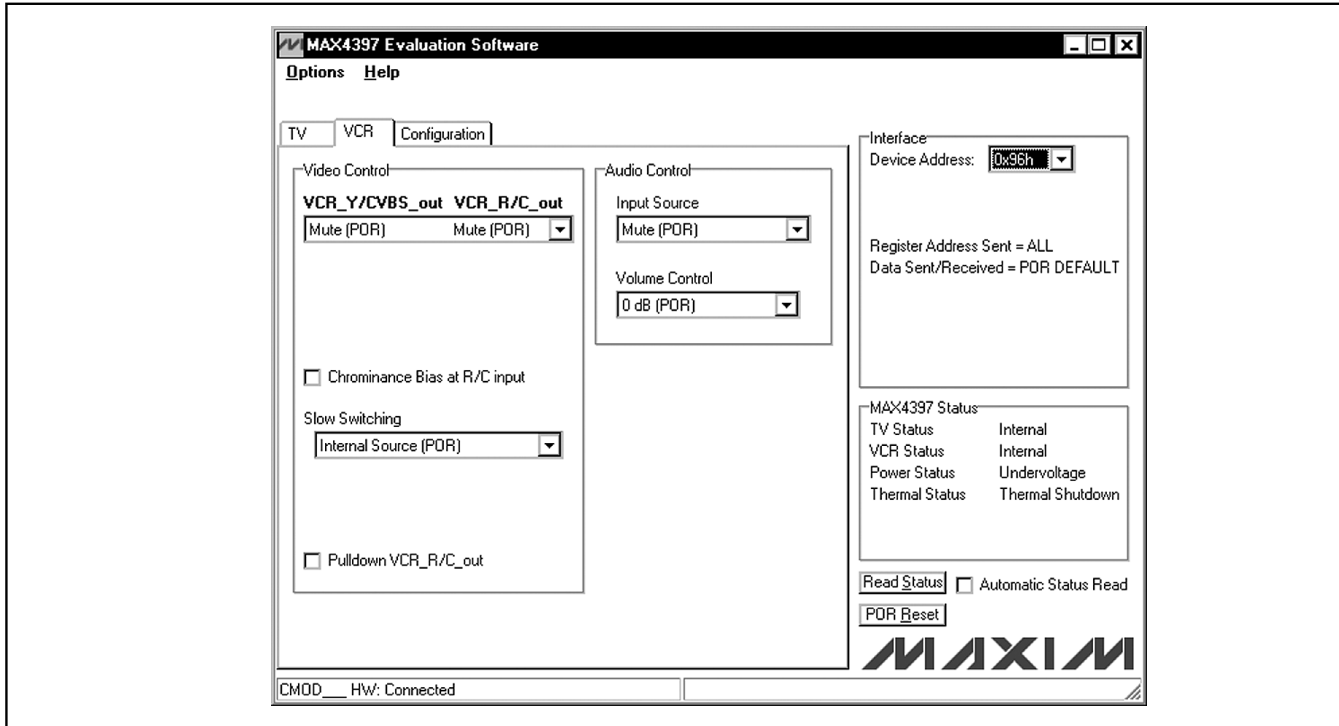 MAX4397 Evaluation Software
Options Help
TV VCR Configuration
Video Control
VCR_Y/CVBS_out VCR_R/C_out
Mute (POR) Mute (POR)
Chrominance Bias at R/C input
Slow Switching
Internal Source (POR)
Pulldown VCR_R/C_out
Audio Control
Input Source
Mute (POR)
Volume Control
0 dB (POR)
Interface
Device Address: 0x96h
Register Address Sent = ALL
Data Sent/Received = POR DEFAULT
MAX4397 Status
TV Status Internal
VCR Status Internal
Power Status Undervoltage
Thermal Status Thermal Shutdown
Read Status Automatic Status Read
POR Reset
MAXIM
CMOD___ HW: Connected